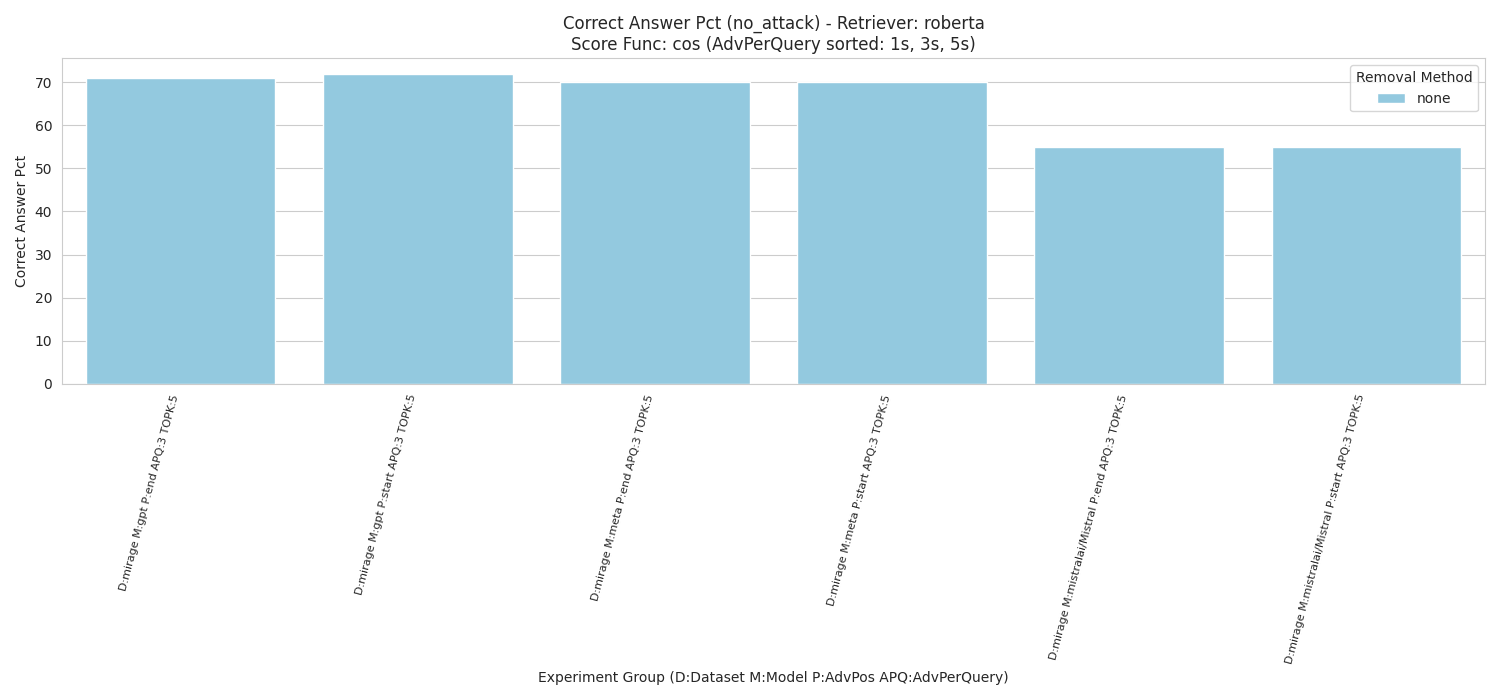 Correct Answer Pct (no_attack) - Retriever: roberta
Score Func: cos (AdvPerQuery sorted: 1s, 3s, 5s)
Removal Method
none
Correct Answer Pct
70
60
50
40
30
20
10
0
D:mirage M:gpt P:end APQ:3 TOPK:5
D:mirage M:gpt P:start APQ:3 TOPK:5
D:mirage M:meta P:end APQ:3 TOPK:5
D:mirage M:meta P:start APQ:3 TOPK:5
D:mirage M:mistralai/Mistral P:end APQ:3 TOPK:5
D:mirage M:mistralai/Mistral P:start APQ:3 TOPK:5
Experiment Group (D:Dataset M:Model P:AdvPos APQ:AdvPerQuery)